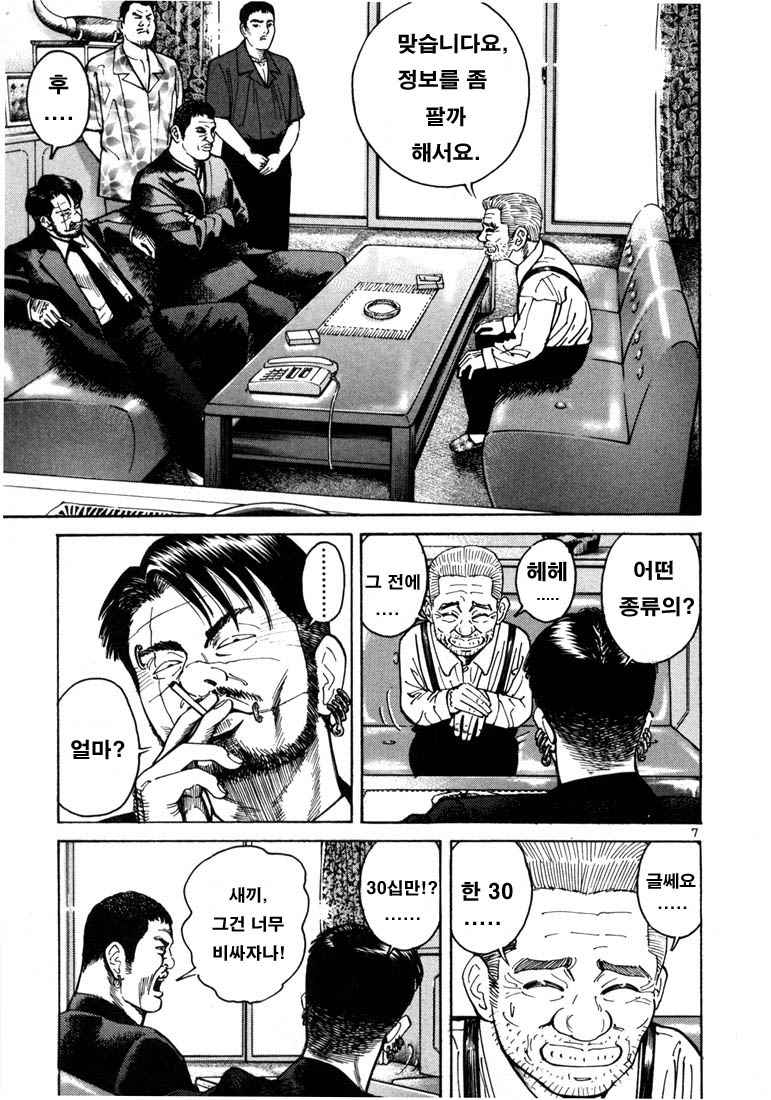 맞습니다요,
정보를 좀
팔까
해서요.
후
....
어떤
종류의?
헤헤
.....
그 전에
....
........
얼마?
7
글쎄요
.....
한 30
.....
30십만!?
......
새끼,
그건 너무
비싸자나!